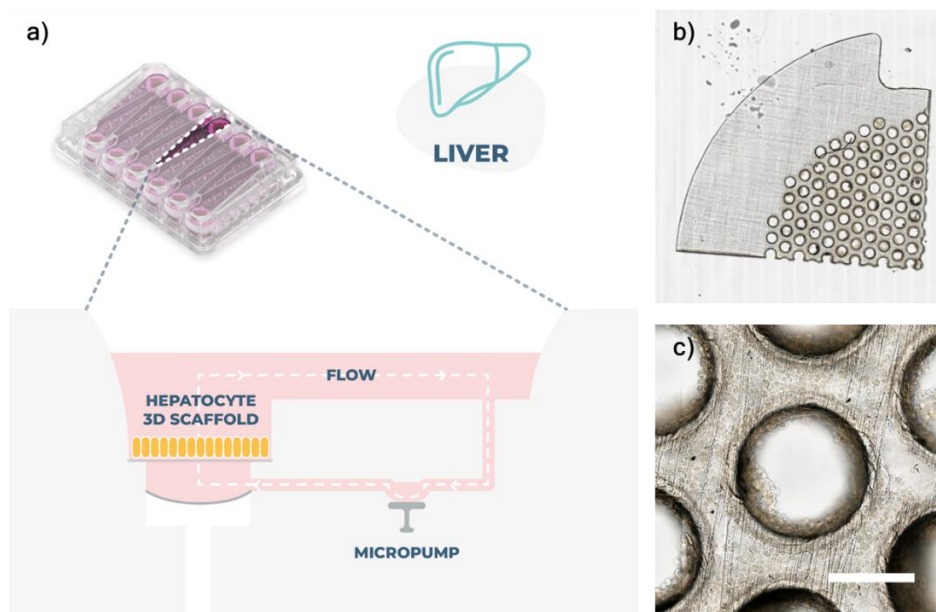 a)
LIVER
FLOW
HEPATOCYTE
3D SCAFFOLD
MICROPUMP
b)
c)